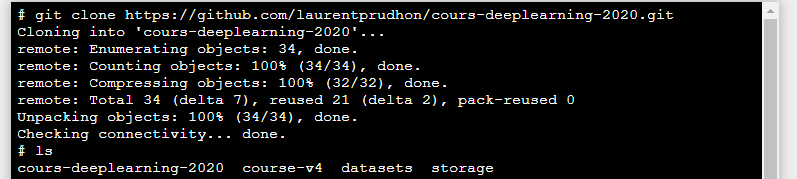 # git clone https://github.com/laurentprudhon/cours-deeplearning-2020.git
Cloning into 'cours-deeplearning-2020'...
remote: Enumerating objects: 34, done.
remote: Counting objects: 100% (34/34), done.
remote: Compressing objects: 100% (32/32), done.
remote: Total 34 (delta 7), reused 21 (delta 2), pack-reused 0
Unpacking objects: 100% (34/34), done.
Checking connectivity... done.
# ls
cours-deeplearning-2020  course-v4  datasets  storage